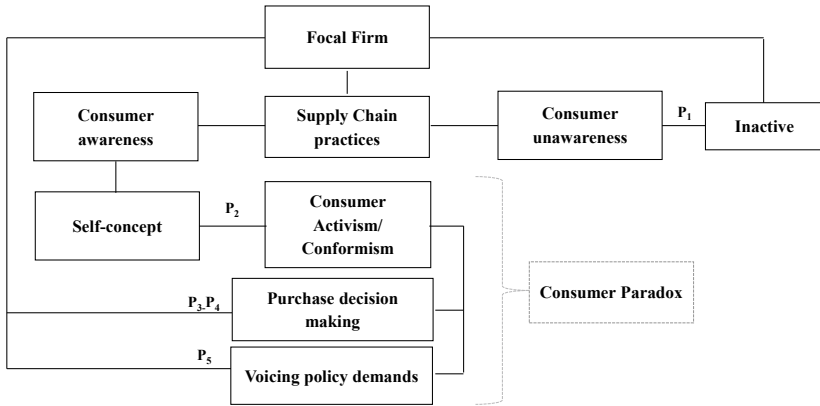 Focal Firm
Consumer
awareness
Supply Chain
practices
Consumer
unawareness
P1
Inactive
Self-concept
P2
Consumer
Activism/
Conformism
Consumer Paradox
P3-P4
Purchase decision
making
P5
Voicing policy demands